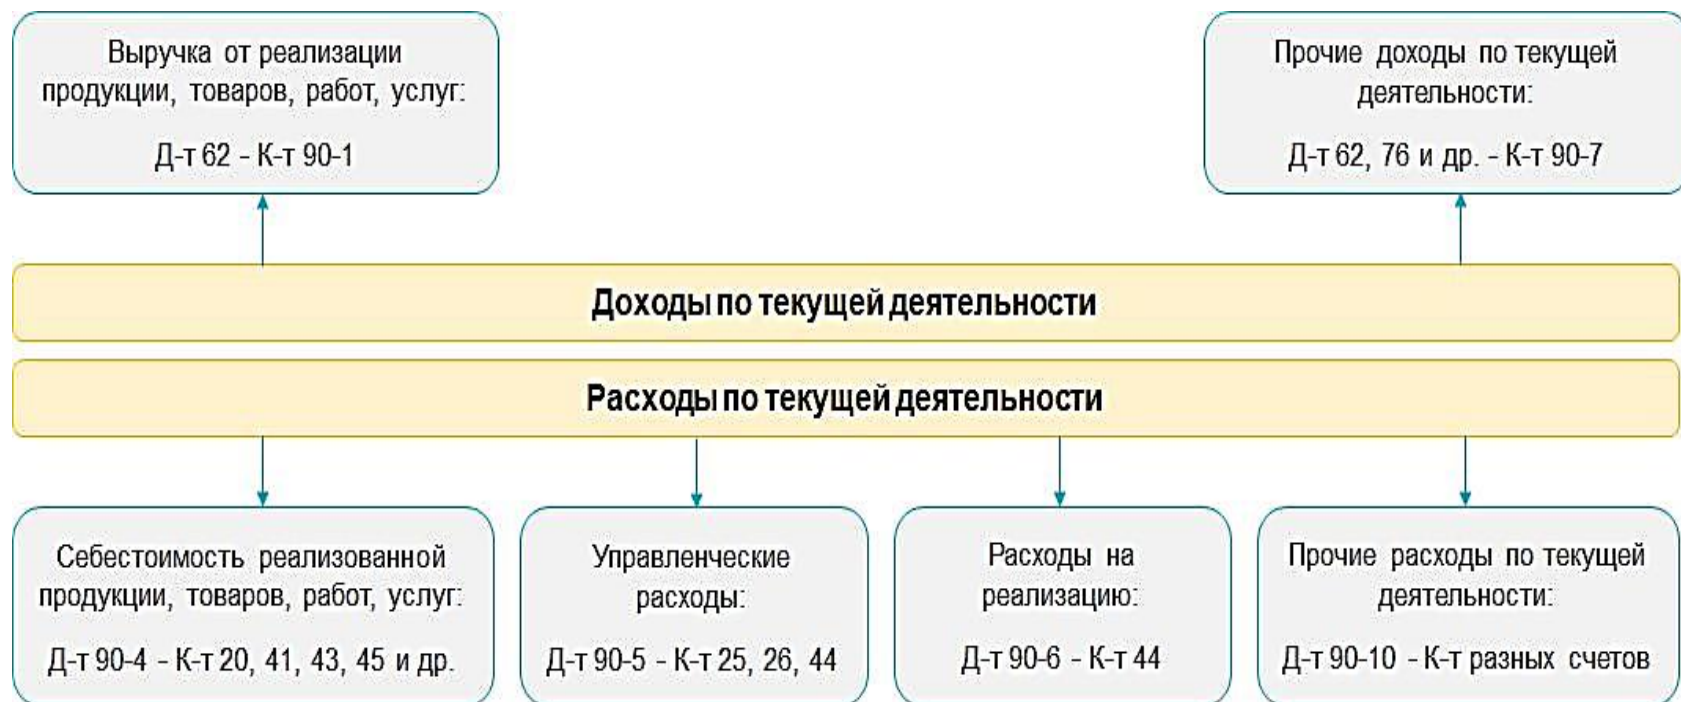 Выручка от реализации
продукции, товаров, работ, услуг:
Д-т 62 - К-т 90-1
Прочие доходы по текущей
деятельности:
Д-т 62, 76 и др. - К-т 90-7
Доходы по текущей деятельности
Расходы по текущей деятельности
Себестоимость реализованной
продукции, товаров, работ, услуг:
Д-т 90-4 - К-т 20, 41, 43, 45 и др.
Управленческие
расходы:
Д-т 90-5 - К-т 25, 26, 44
Расходы на
реализацию:
Д-т 90-6 - К-т 44
Прочие расходы по текущей
деятельности:
Д-т 90-10 - К-т разных счетов